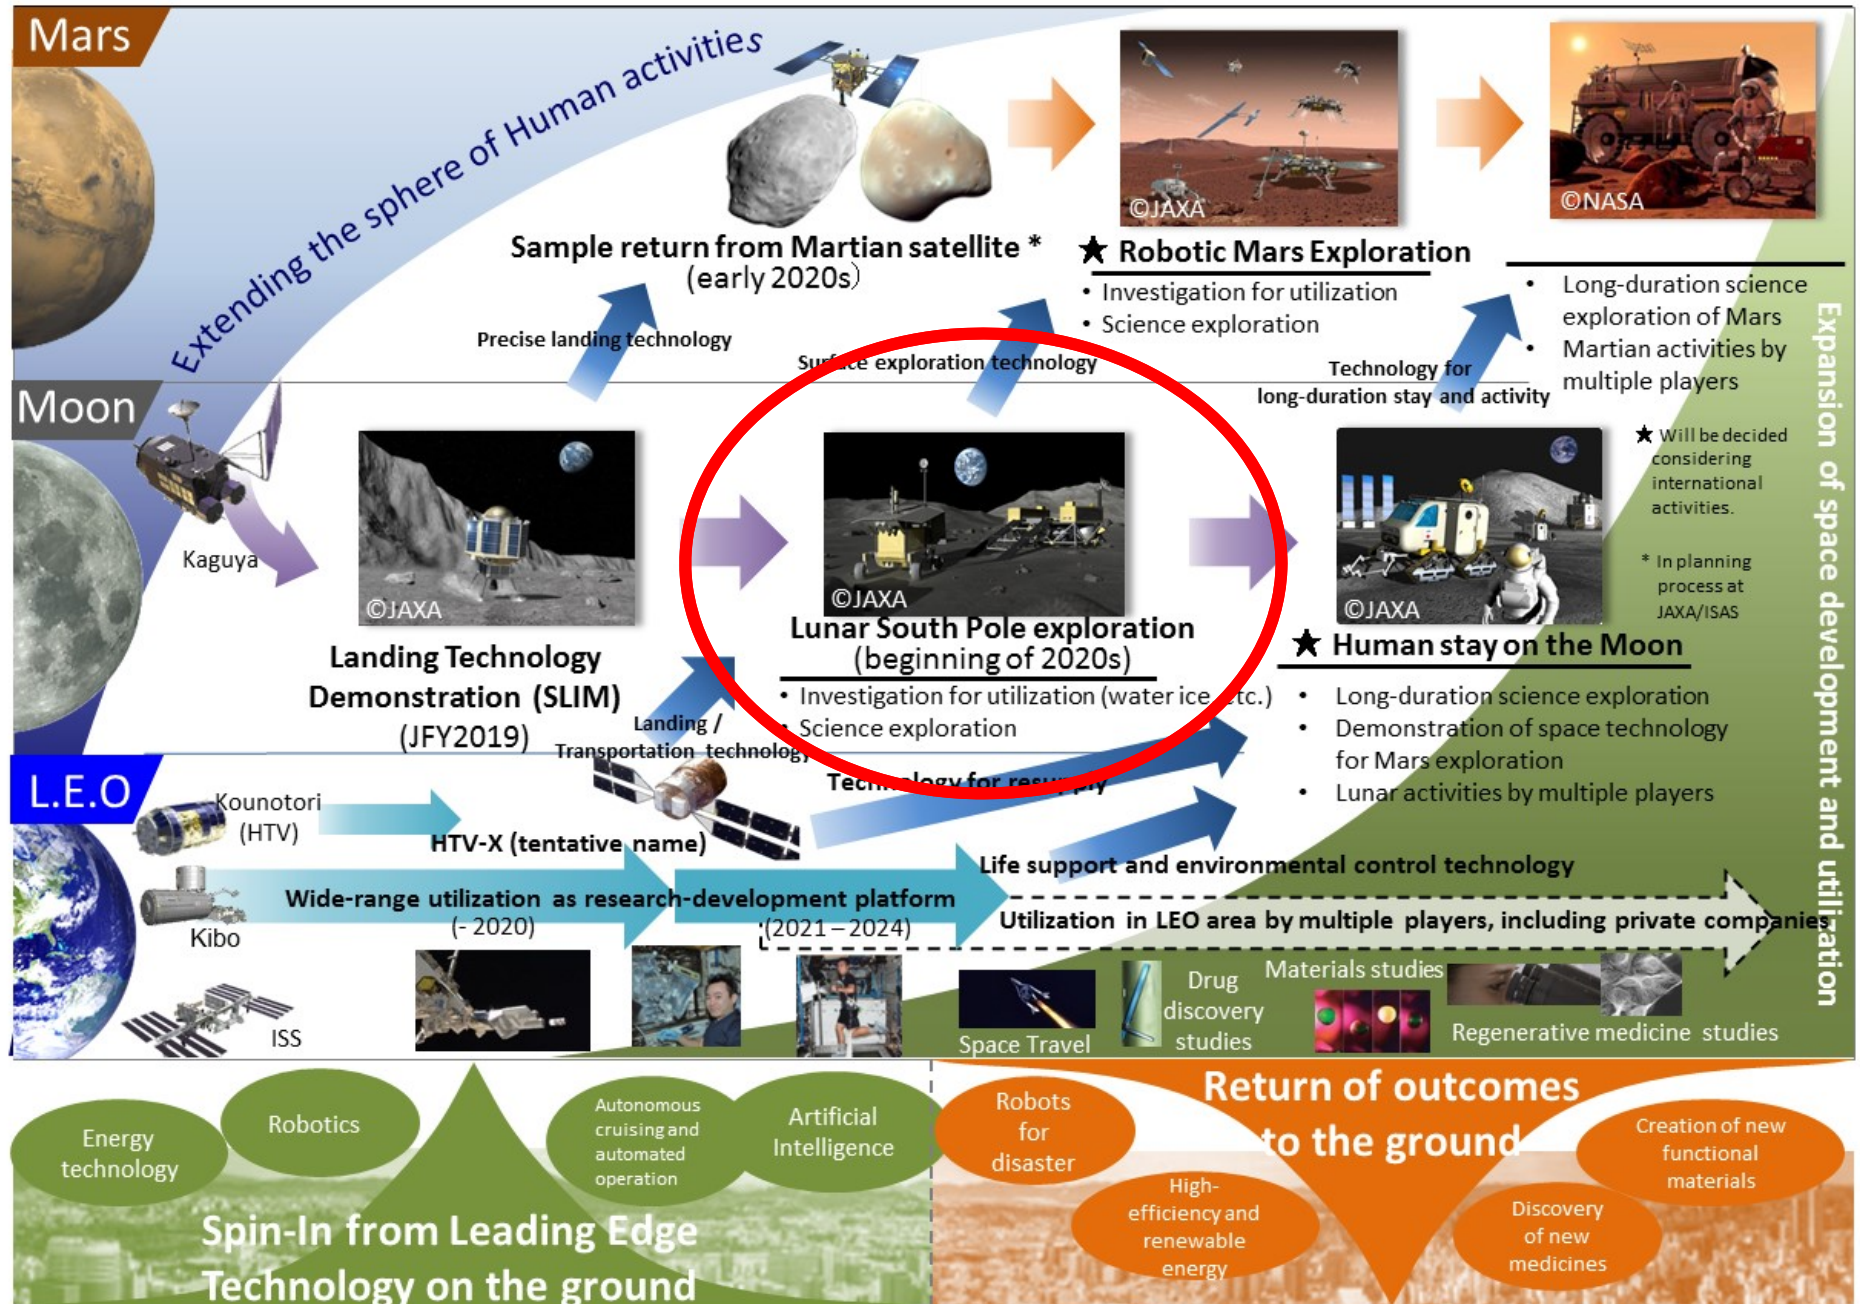 Mars
Extending the sphere of Human activities
©JAXA
©NASA
Sample return from Martian satellite *
(early 2020s)
★ Robotic Mars Exploration
• Investigation for utilization
• Science exploration
• Long-duration science
exploration of Mars
• Martian activities by
multiple players
Precise landing technology
Surface exploration technology
Technology for
long-duration stay and activity
Expansion of space development and utilization
Moon
Kaguya
©JAXA
©JAXA
©JAXA
★ Will be decided
considering
international
activities.
* In planning
process at
JAXA/ISAS
Landing Technology
Demonstration (SLIM)
(JFY2019)
Lunar South Pole exploration
(beginning of 2020s)
• Investigation for utilization (water ice, etc.)
• Science exploration
★ Human stay on the Moon
• Long-duration science exploration
• Demonstration of space technology
for Mars exploration
• Lunar activities by multiple players
Landing /
Transportation technology
Technology for resupply
L.E.O
Kounotori
(HTV)
HTV-X (tentative name)
Life support and environmental control technology
Wide-range utilization as research-development platform
(- 2020)
(2021 – 2024)
Utilization in LEO area by multiple players, including private companies
Kibo
ISS
Space Travel
Drug
discovery
studies
Materials studies
Regenerative medicine studies
Energy
technology
Robotics
Autonomous
cruising and
automated
operation
Artificial
Intelligence
Spin-In from Leading Edge
Technology on the ground
Return of outcomes
to the ground
Robots
for
disaster
High-
efficiency and
renewable
energy
Discovery
of new
medicines
Creation of new
functional
materials